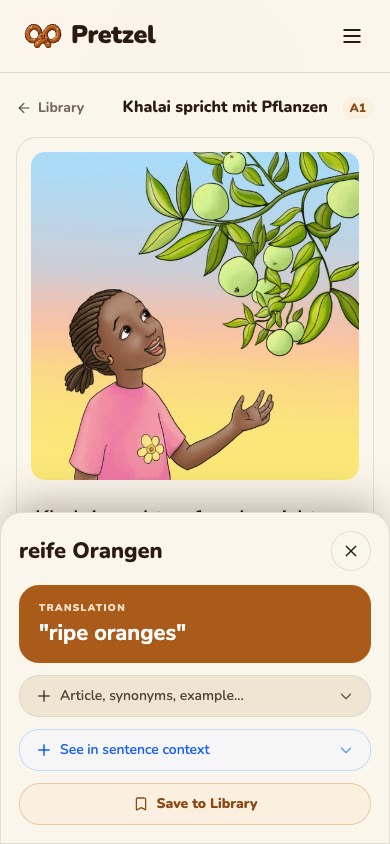 Pretzel
Library
Khalai spricht mit Pflanzen
A1
reife Orangen
TRANSLATION
"ripe oranges"
Article, synonyms, example...
See in sentence context
Save to Library